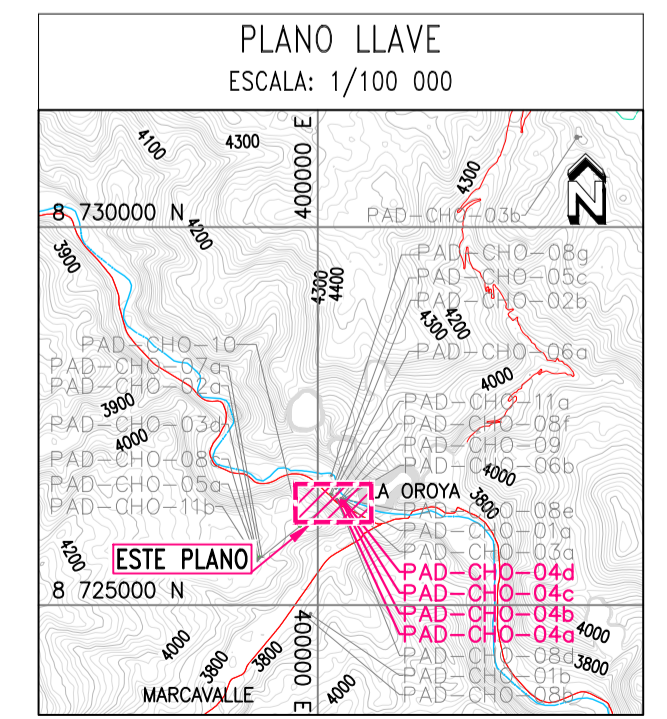 PLANO LLAVE
ESCALA: 1/100 000
4100
4300
400000 E
4300
PAD-CHO-03b
N
8 730000 N
4200
3900
PAD-CHO-08g
PAD-CHO-05c
4300
4400
PAD-CHO-02b
4300
4200
PAD-CHO-10
PAD-CHO-06a
PAD-CHO-07a
PAD-CHO-02a
4000
3900
PAD-CHO-11a
PAD-CHO-03d
PAD-CHO-08f
4000
PAD-CHO-09
PAD-CHO-08
PAD-CHO-06b
4000
PAD-CHO-05a
LA OROYA
3800
PAD-CHO-11b
PAD-CHO-08e
PAD-CHO-01a
4200
ESTE PLANO
PAD-CHO-03a
PAD-CHO-04d
8 725000 N
PAD-CHO-04c
PAD-CHO-04b
400000 E
PAD-CHO-04a
4000
4000
3800
3800
PAD-CHO-08d
3800
PAD-CHO-01b
MARCAVALLE
4000
PAD-CHO-08b